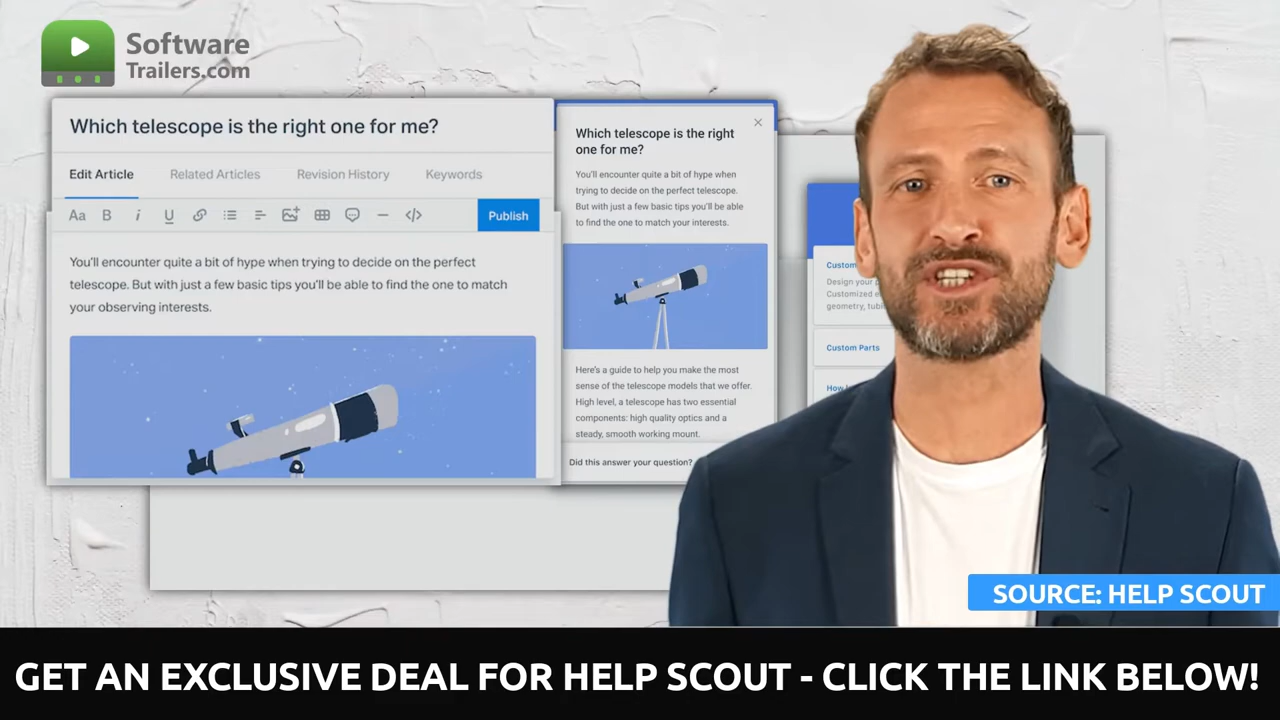 Software
Trailers.com
Which telescope is the right one for me?
Edit Article
Related Articles
Revision History
Keywords
Aa B i U
Publish
You'll encounter quite a bit of hype when trying to decide on the perfect
telescope. But with just a few basic tips you'll be able to find the one to match
your observing interests.
Which telescope is the right
one for me?
You'll encounter quite a bit of hype when
trying to decide on the perfect telescope.
But with just a few basic tips you'll be able
to find the one to match your interests.
Here's a guide to help you make the most
sense of the telescope models that we offer.
High level, a telescope has two essential
components: high quality optics and a
steady, smooth working mount.
Did this answer your question?
Custom
Design your
Customized
geometry,
Custom Parts
SOURCE: HELP SCOUT
GET AN EXCLUSIVE DEAL FOR HELP SCOUT - CLICK THE LINK BELOW!